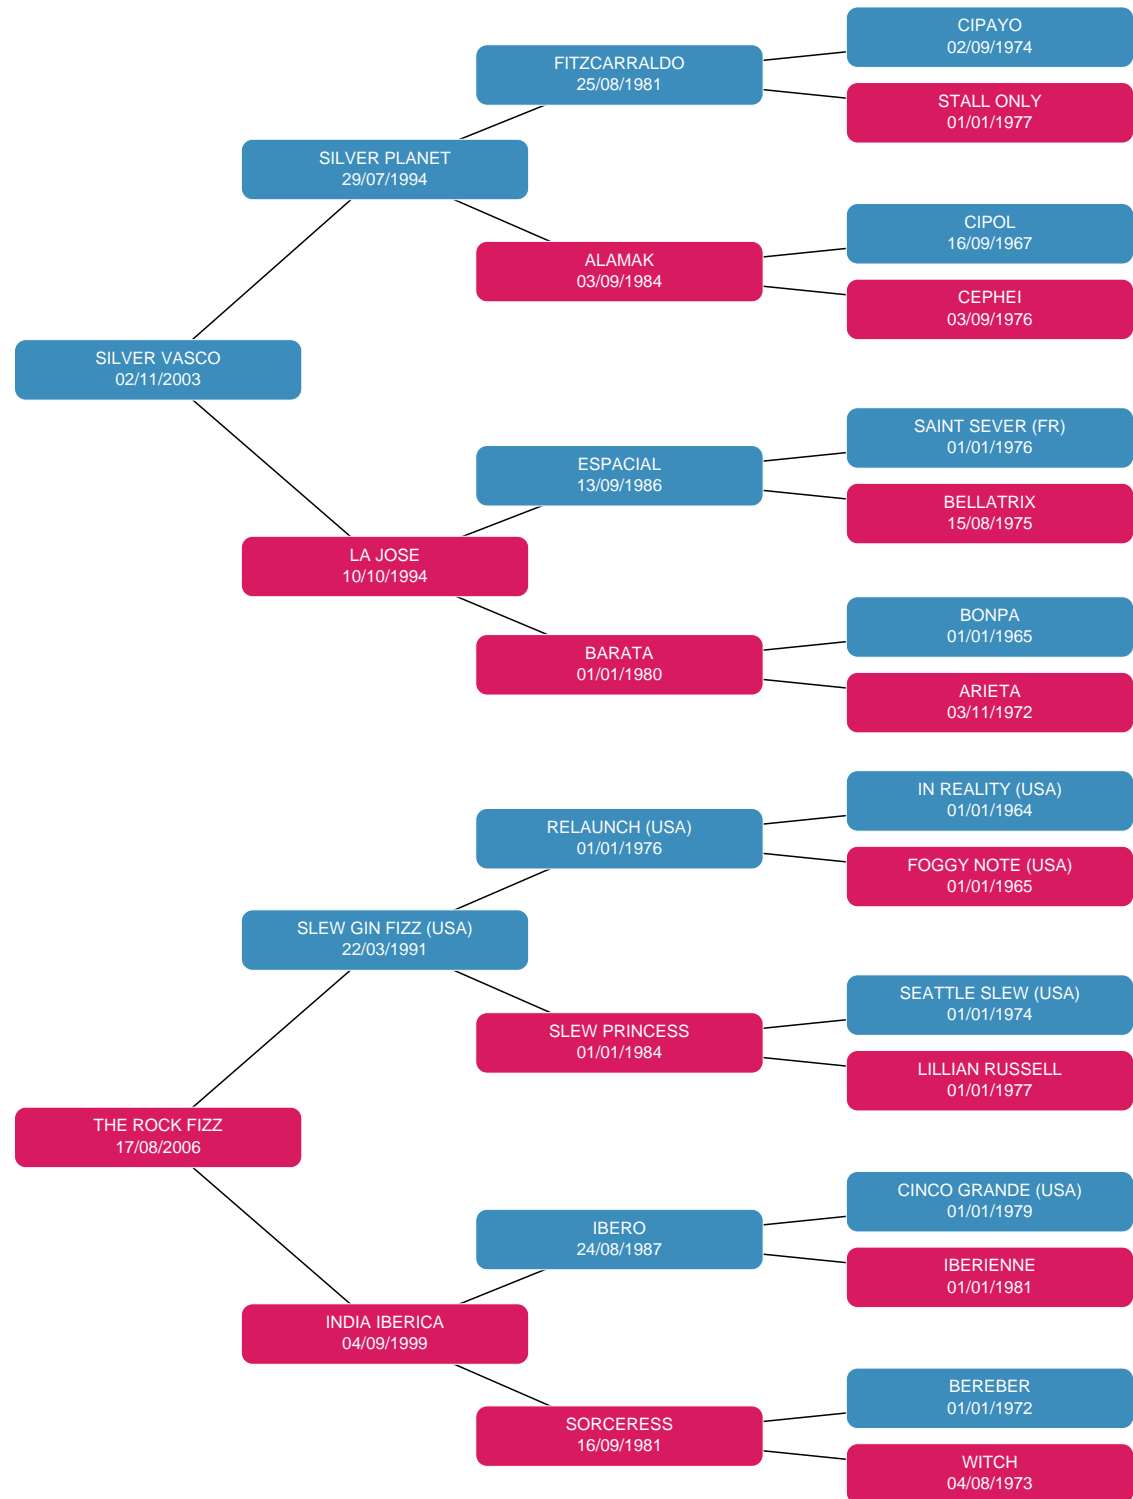 CIPAYO
02/09/1974
FITZCARRALDO
25/08/1981
STALL ONLY
01/01/1977
SILVER PLANET
29/07/1994
CIPOL
16/09/1967
ALAMAK
03/09/1984
CEPHEI
03/09/1976
SILVER VASCO
02/11/2003
SAINT SEVER (FR)
01/01/1976
ESPACIAL
13/09/1986
BELLATRIX
15/08/1975
LA JOSE
10/10/1994
BONPA
01/01/1965
BARATA
01/01/1980
ARIETA
03/11/1972
IN REALITY (USA)
01/01/1964
RELAUNCH (USA)
01/01/1976
FOGGY NOTE (USA)
01/01/1965
SLEW GIN FIZZ (USA)
22/03/1991
SEATTLE SLEW (USA)
01/01/1974
SLEW PRINCESS
01/01/1984
LILLIAN RUSSELL
01/01/1977
THE ROCK FIZZ
17/08/2006
CINCO GRANDE (USA)
01/01/1979
IBERO
24/08/1987
IBERIENNE
01/01/1981
INDIA IBERICA
04/09/1999
BEREBER
01/01/1972
SORCERESS
16/09/1981
WITCH
04/08/1973